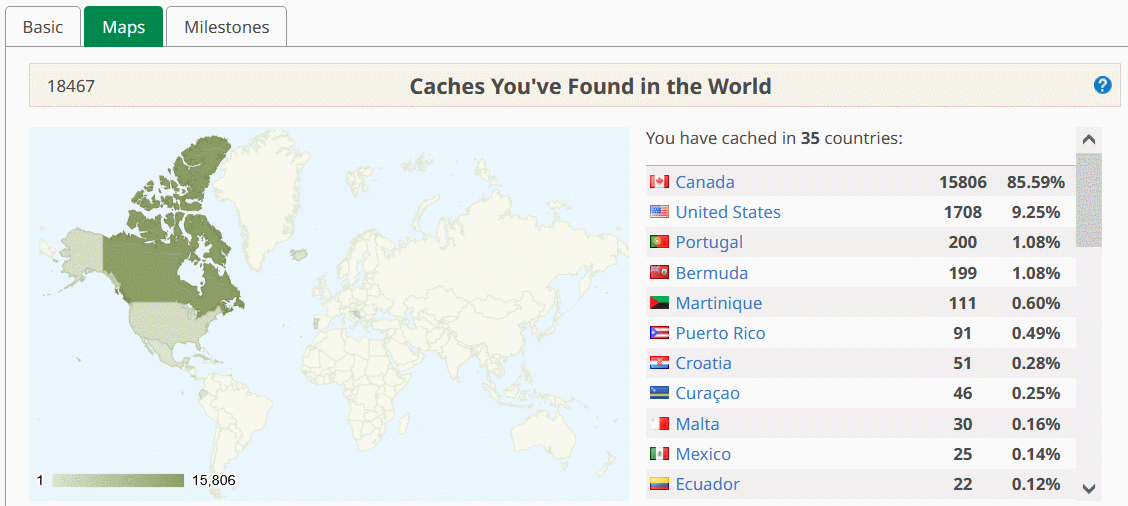 Basic Maps Milestones
18467 Caches You've Found in the World ?
You have cached in 35 countries:
Canada 15806 85.59%
United States 1708 9.25%
Portugal 200 1.08%
Bermuda 199 1.08%
Martinique 111 0.60%
Puerto Rico 91 0.49%
Croatia 51 0.28%
Curaçao 46 0.25%
Malta 30 0.16%
Mexico 25 0.14%
Ecuador 22 0.12%
1 15,806